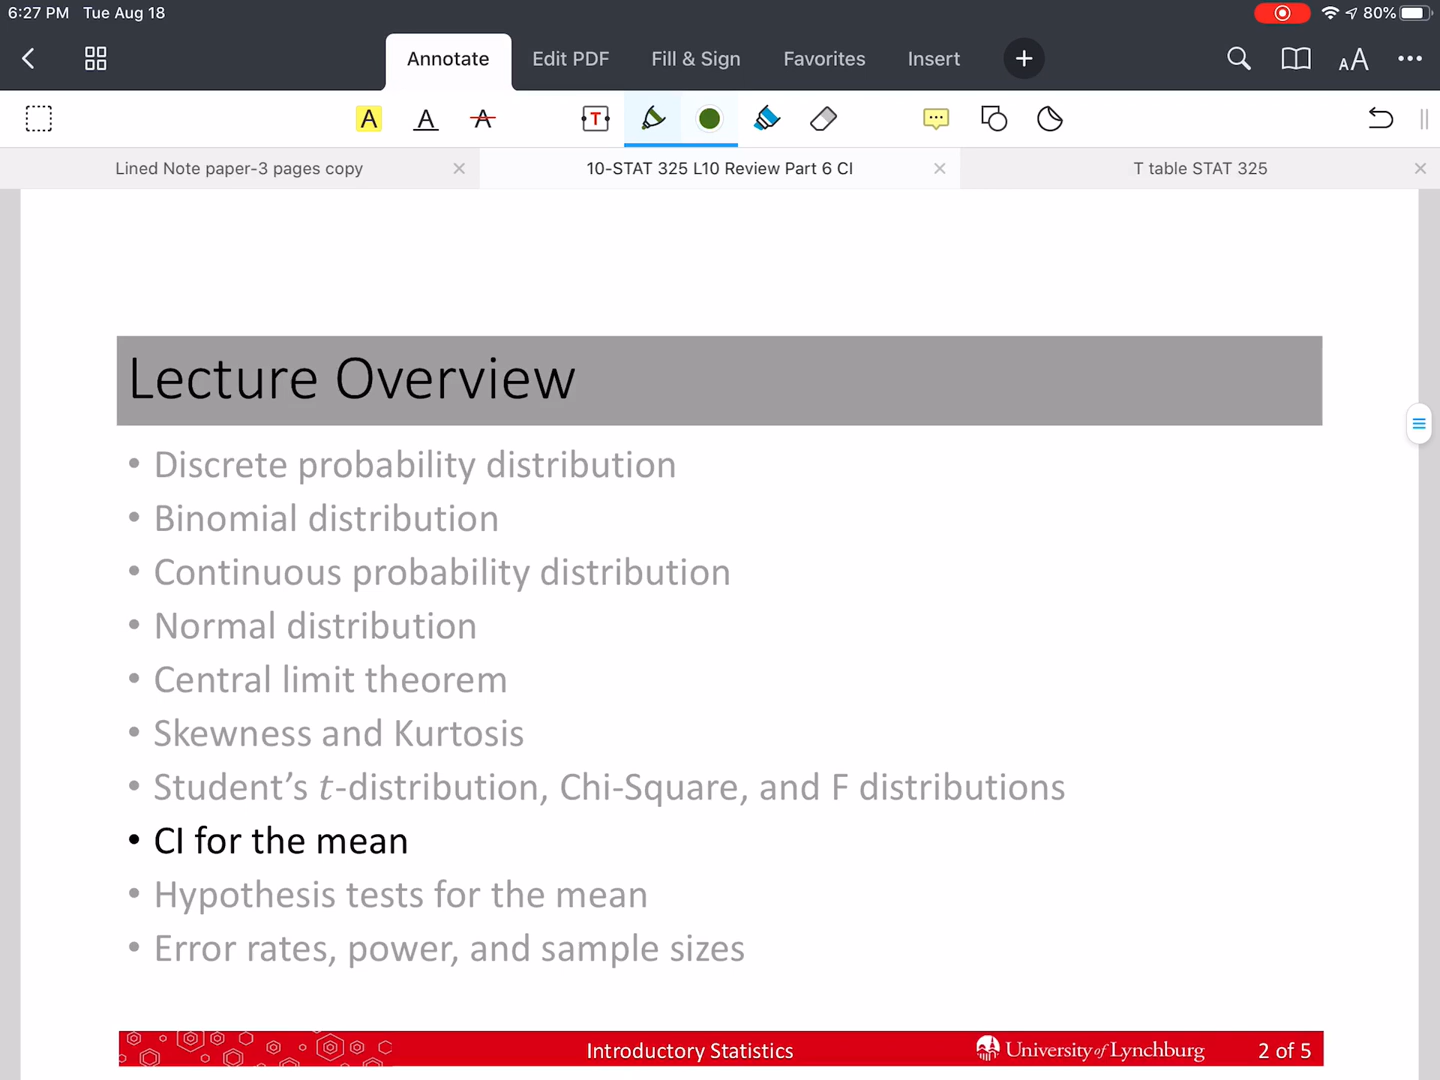 6:27 PM Tue Aug 18 80%
Annotate Edit PDF Fill & Sign Favorites Insert AA
A A A T
Lined Note paper-3 pages copy 10-STAT 325 L10 Review Part 6 CI T table STAT 325
Lecture Overview
• Discrete probability distribution
• Binomial distribution
• Continuous probability distribution
• Normal distribution
• Central limit theorem
• Skewness and Kurtosis
• Student’s t-distribution, Chi-Square, and F distributions
• CI for the mean
• Hypothesis tests for the mean
• Error rates, power, and sample sizes
Introductory Statistics University of Lynchburg 2 of 5